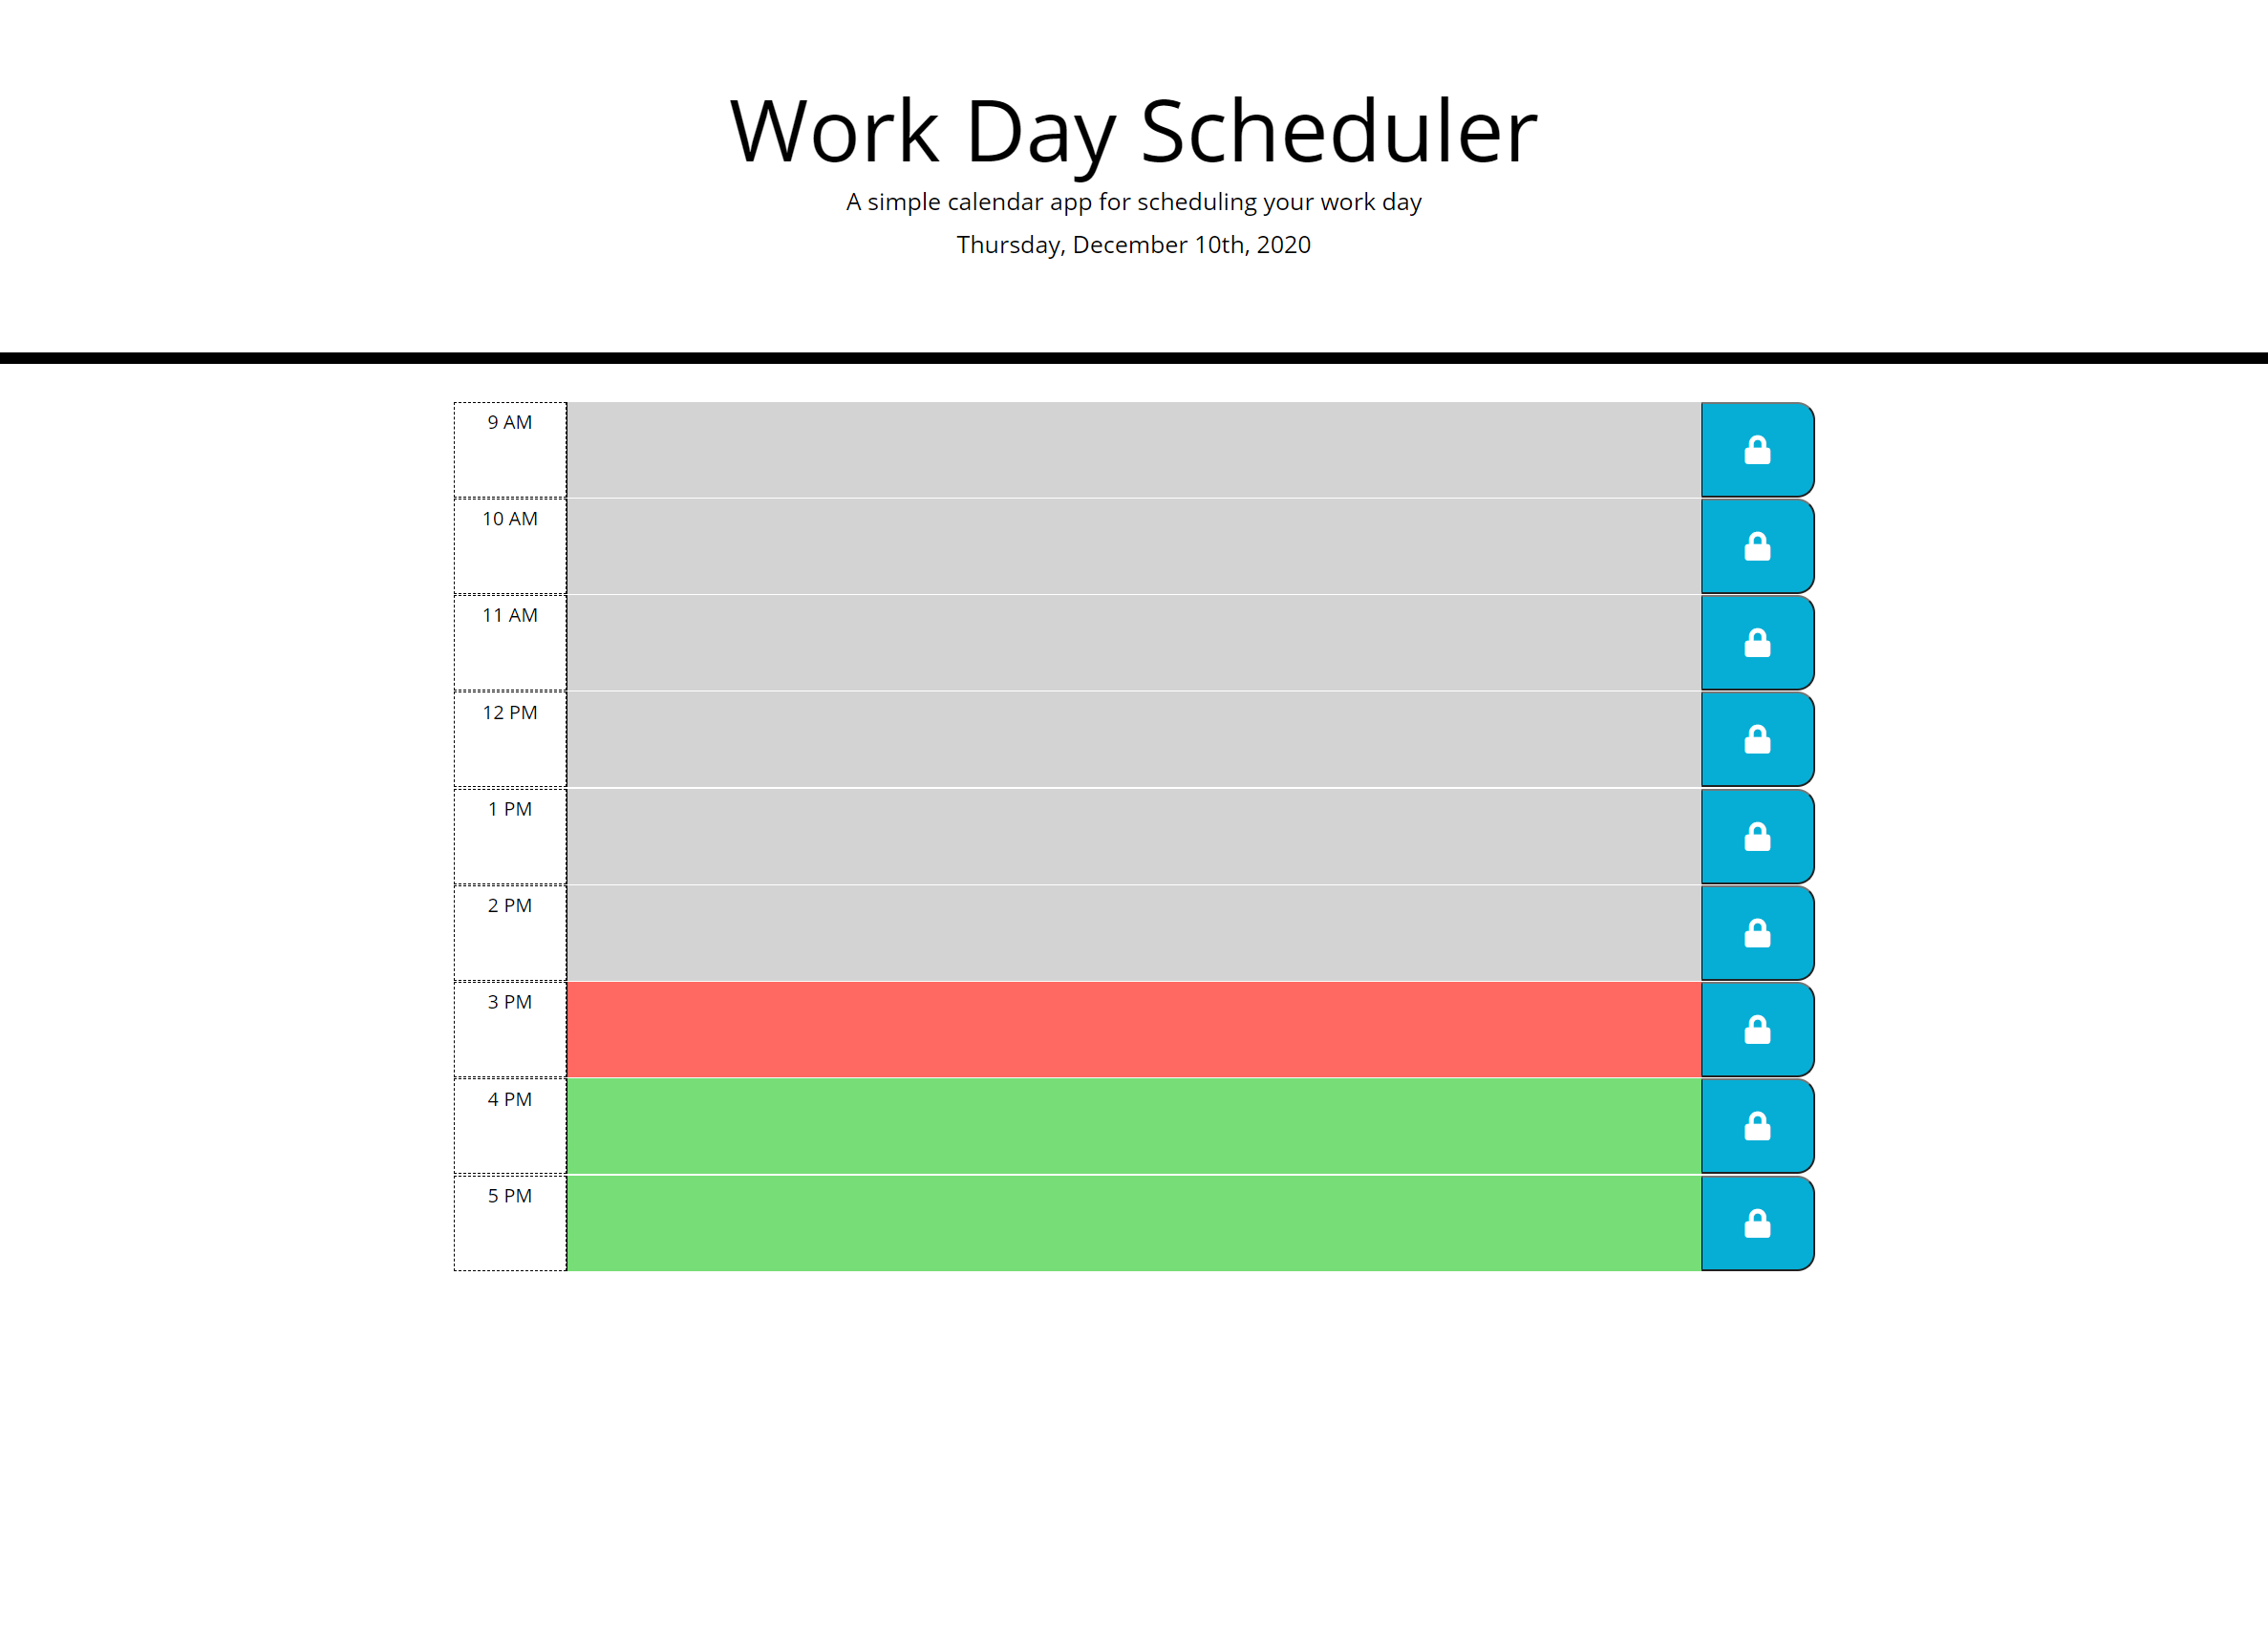 Work Day Scheduler
A simple calendar app for scheduling your work day
Thursday, December 10th, 2020
9 AM
10 AM
11 AM
12 PM
1 PM
2 PM
3 PM
4 PM
5 PM